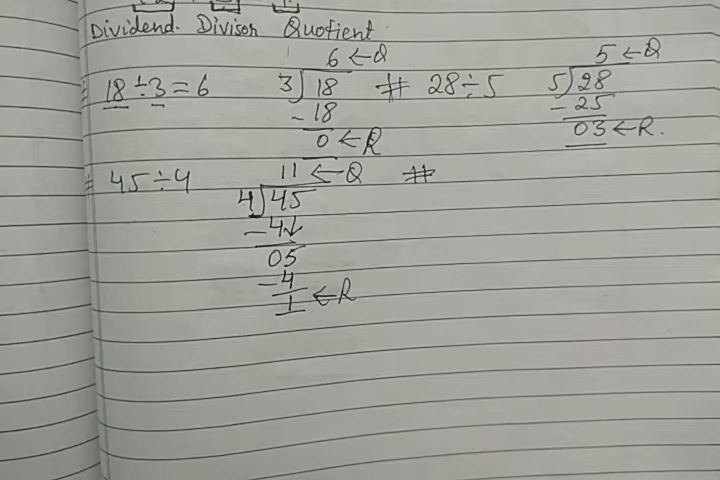 Dividend. Divisor Quotient
6 ← Q
5 ← Q
18 ÷ 3 = 6 3)18 # 28 ÷ 5 5)28
- 18
- 25
0 ← R
03 ← R.
45 ÷ 4 11 ← Q #
4)45
- 4↓
05
- 4
1 ← R